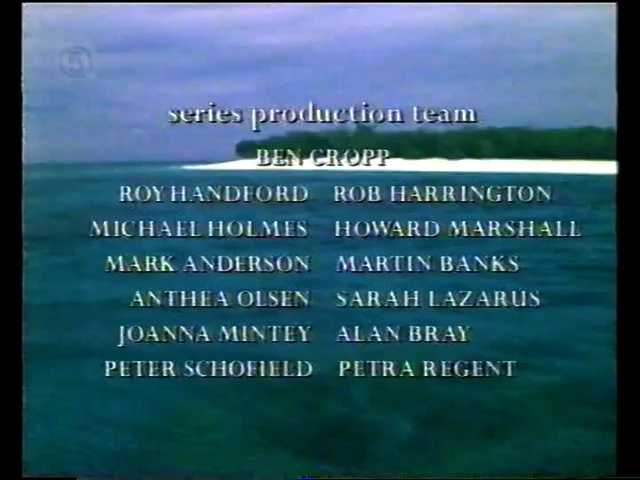 series production team
BEN CROPP
ROY HANDFORD ROB HARRINGTON
MICHAEL HOLMES HOWARD MARSHALL
MARK ANDERSON MARTIN BANKS
ANTHEA OLSEN SARAH LAZARUS
JOANNA MINTEY ALAN BRAY
PETER SCHOFIELD PETRA REGENT